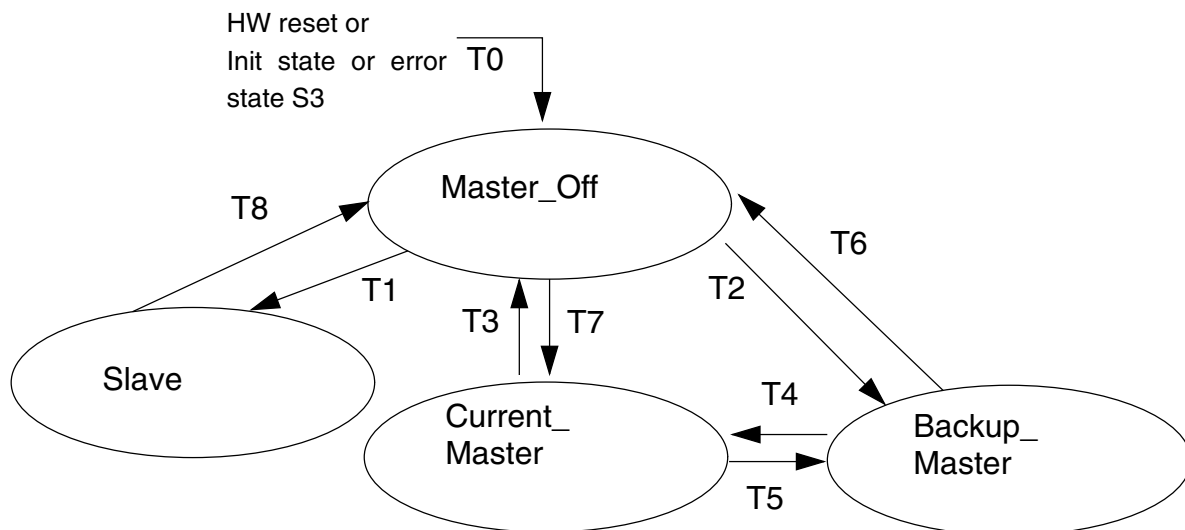 HW reset or
Init state or error
state S3
T0
Master_Off
T8
T6
T1
T2
T3
T7
Slave
T4
Current_
Master
Backup_
Master
T5